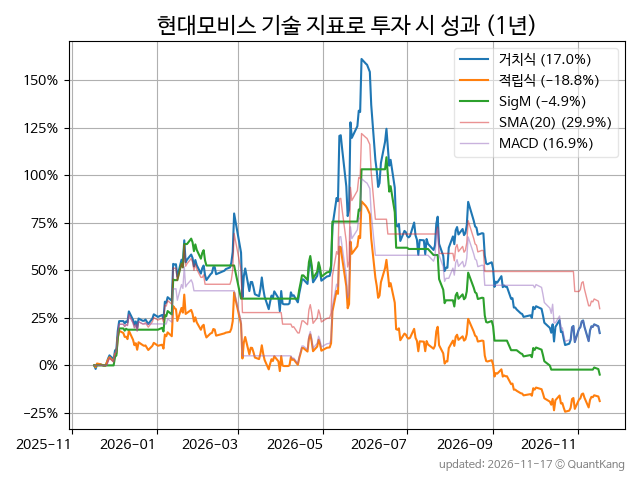 현대모비스 기술 지표로 투자 시 성과 (1년)
거치식 (17.0%)
적립식 (−18.8%)
SigM (−4.9%)
SMA(20) (29.9%)
MACD (16.9%)
150%
125%
100%
75%
50%
25%
0%
−25%
2025-11 2026-01 2026-03 2026-05 2026-07 2026-09 2026-11
updated: 2026-11-17 © QuantKang